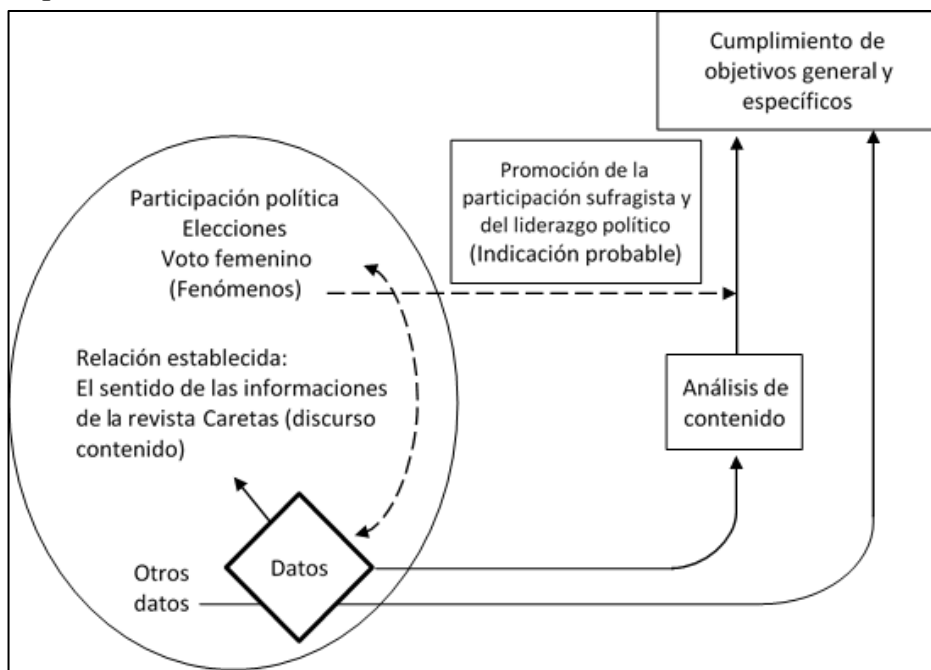 Cumplimiento de
objetivos general y
específicos
Promoción de la
participación sufragista y
del liderazgo político
(Indicación probable)
Participación política
Elecciones
Voto femenino
(Fenómenos)
Relación establecida:
El sentido de las informaciones
de la revista Caretas (discurso
contenido)
Análisis de
contenido
Datos
Otros
datos